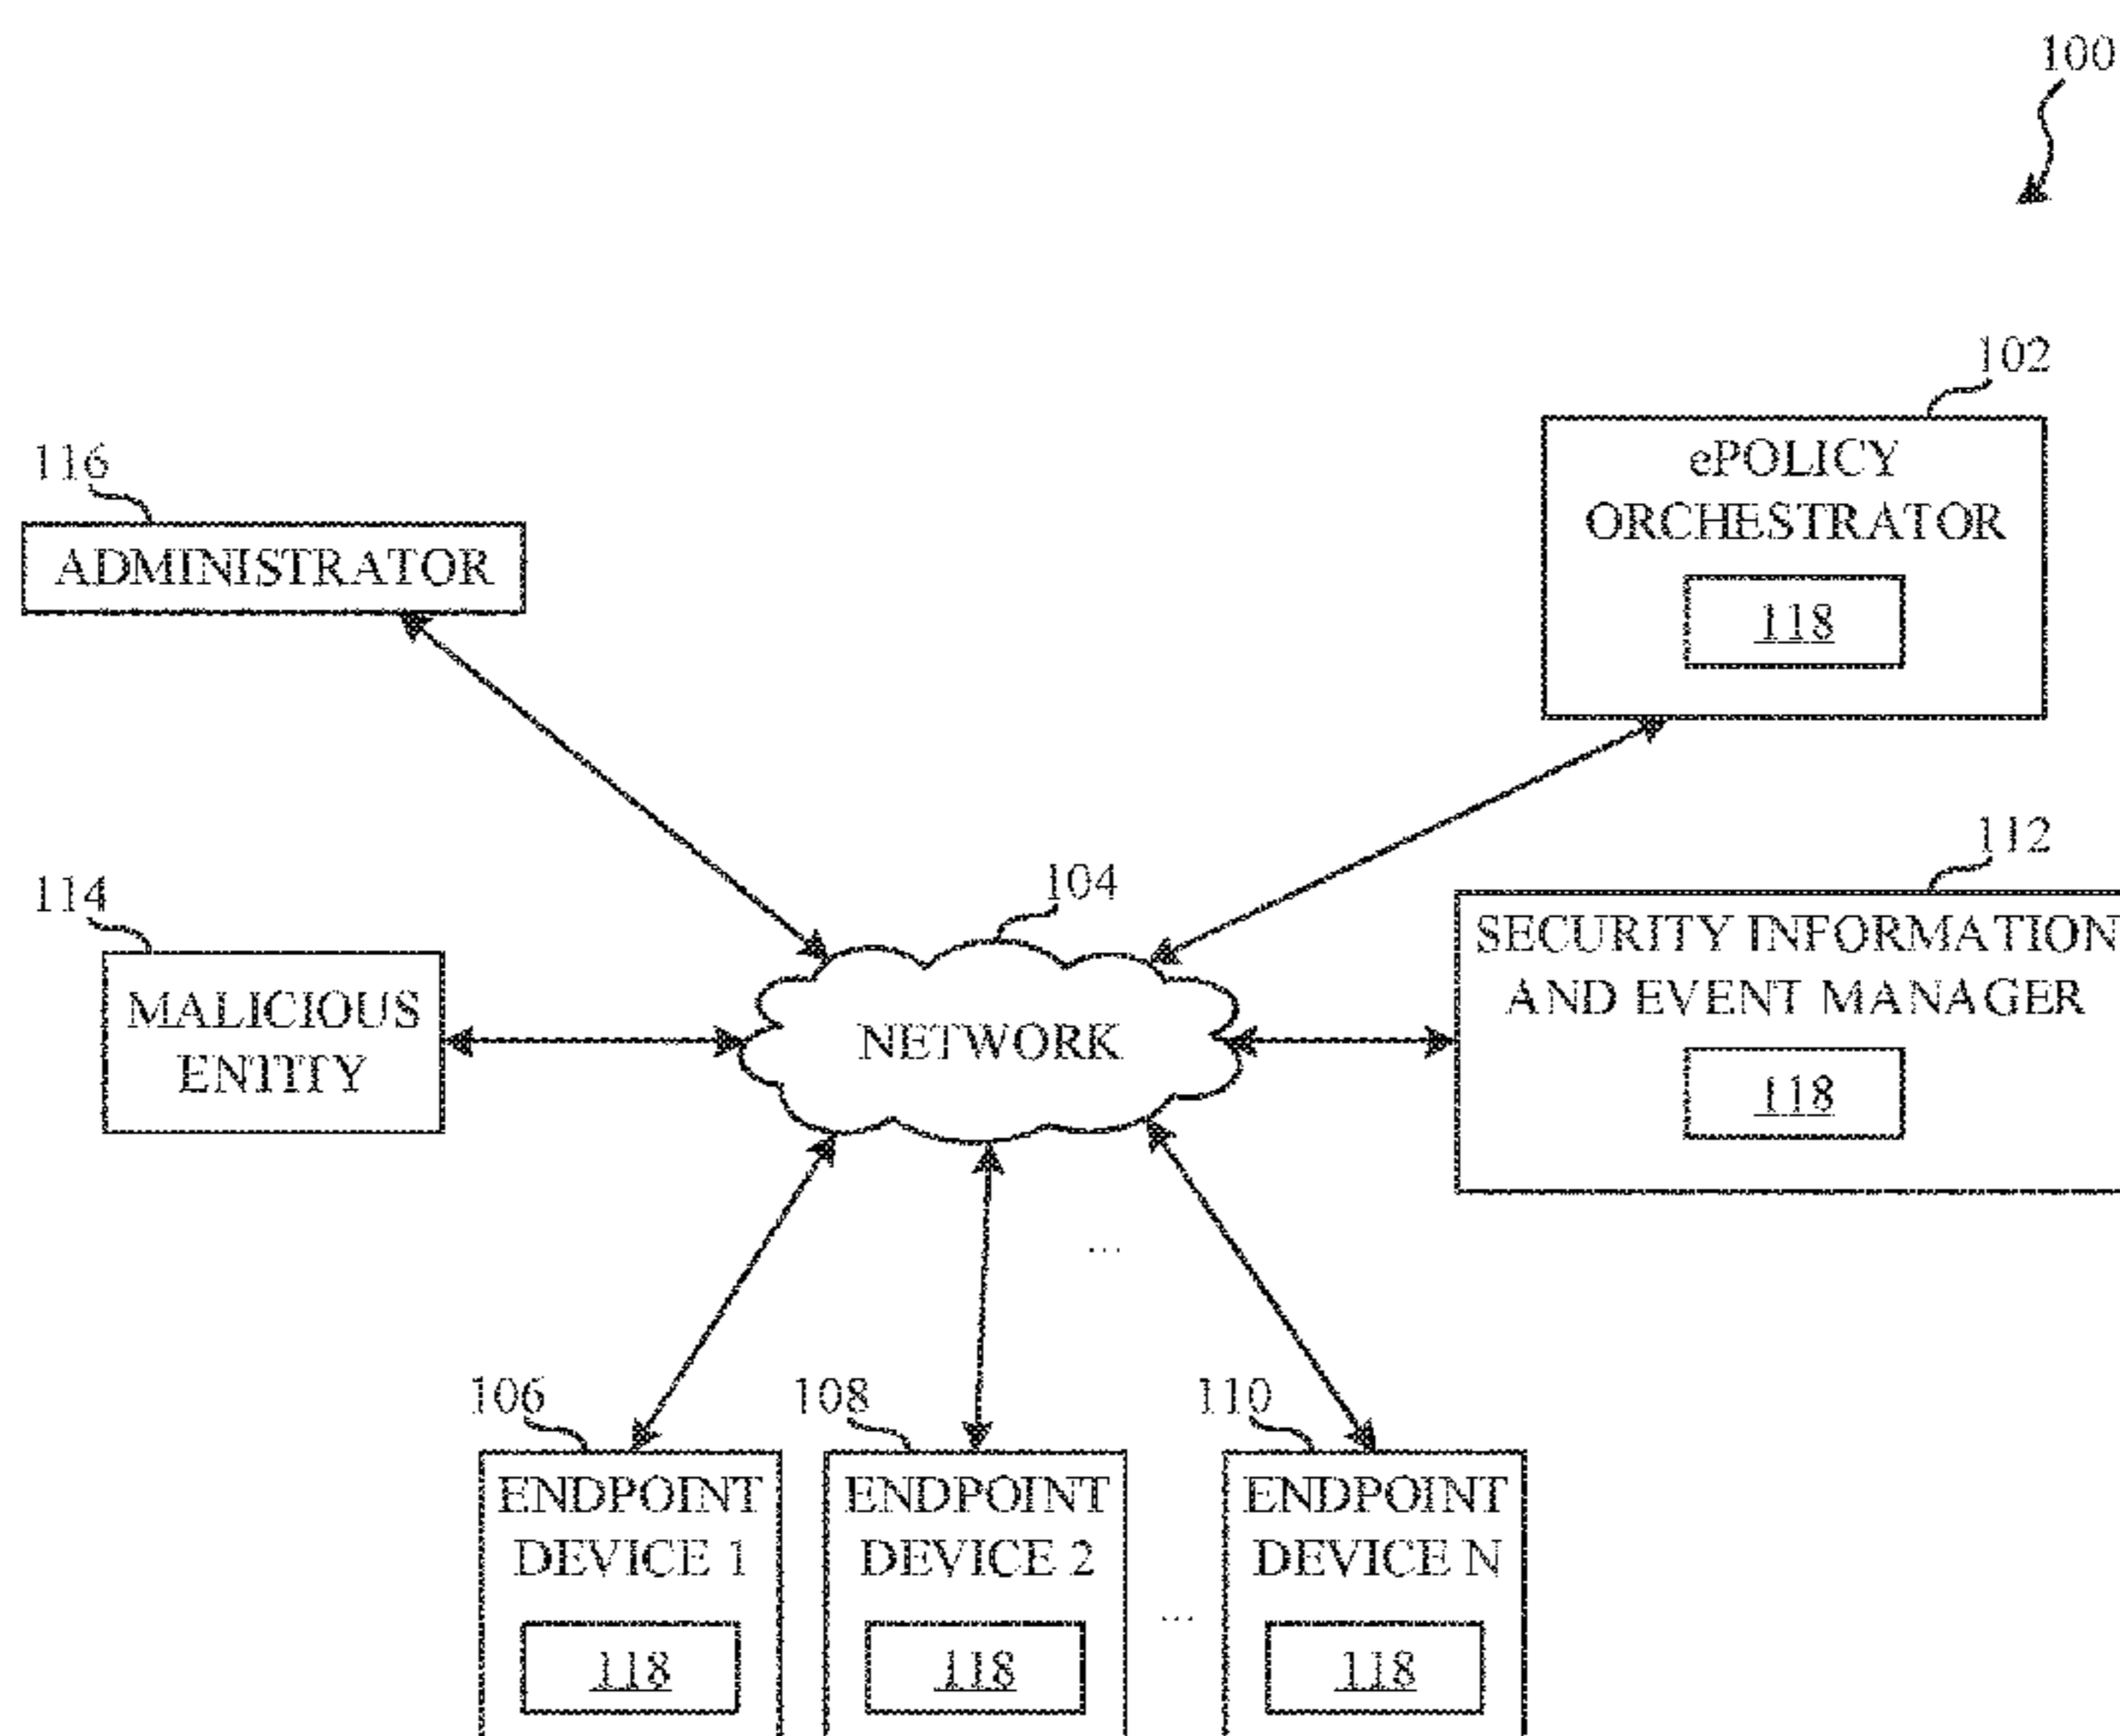 100
102
ePOLICY
ORCHESTRATOR
118
116
ADMINISTRATOR
112
SECURITY INFORMATION
AND EVENT MANAGER
118
104
NETWORK
114
MALICIOUS
ENTITY
...
106
ENDPOINT
DEVICE 1
118
108
ENDPOINT
DEVICE 2
118
...
110
ENDPOINT
DEVICE N
118